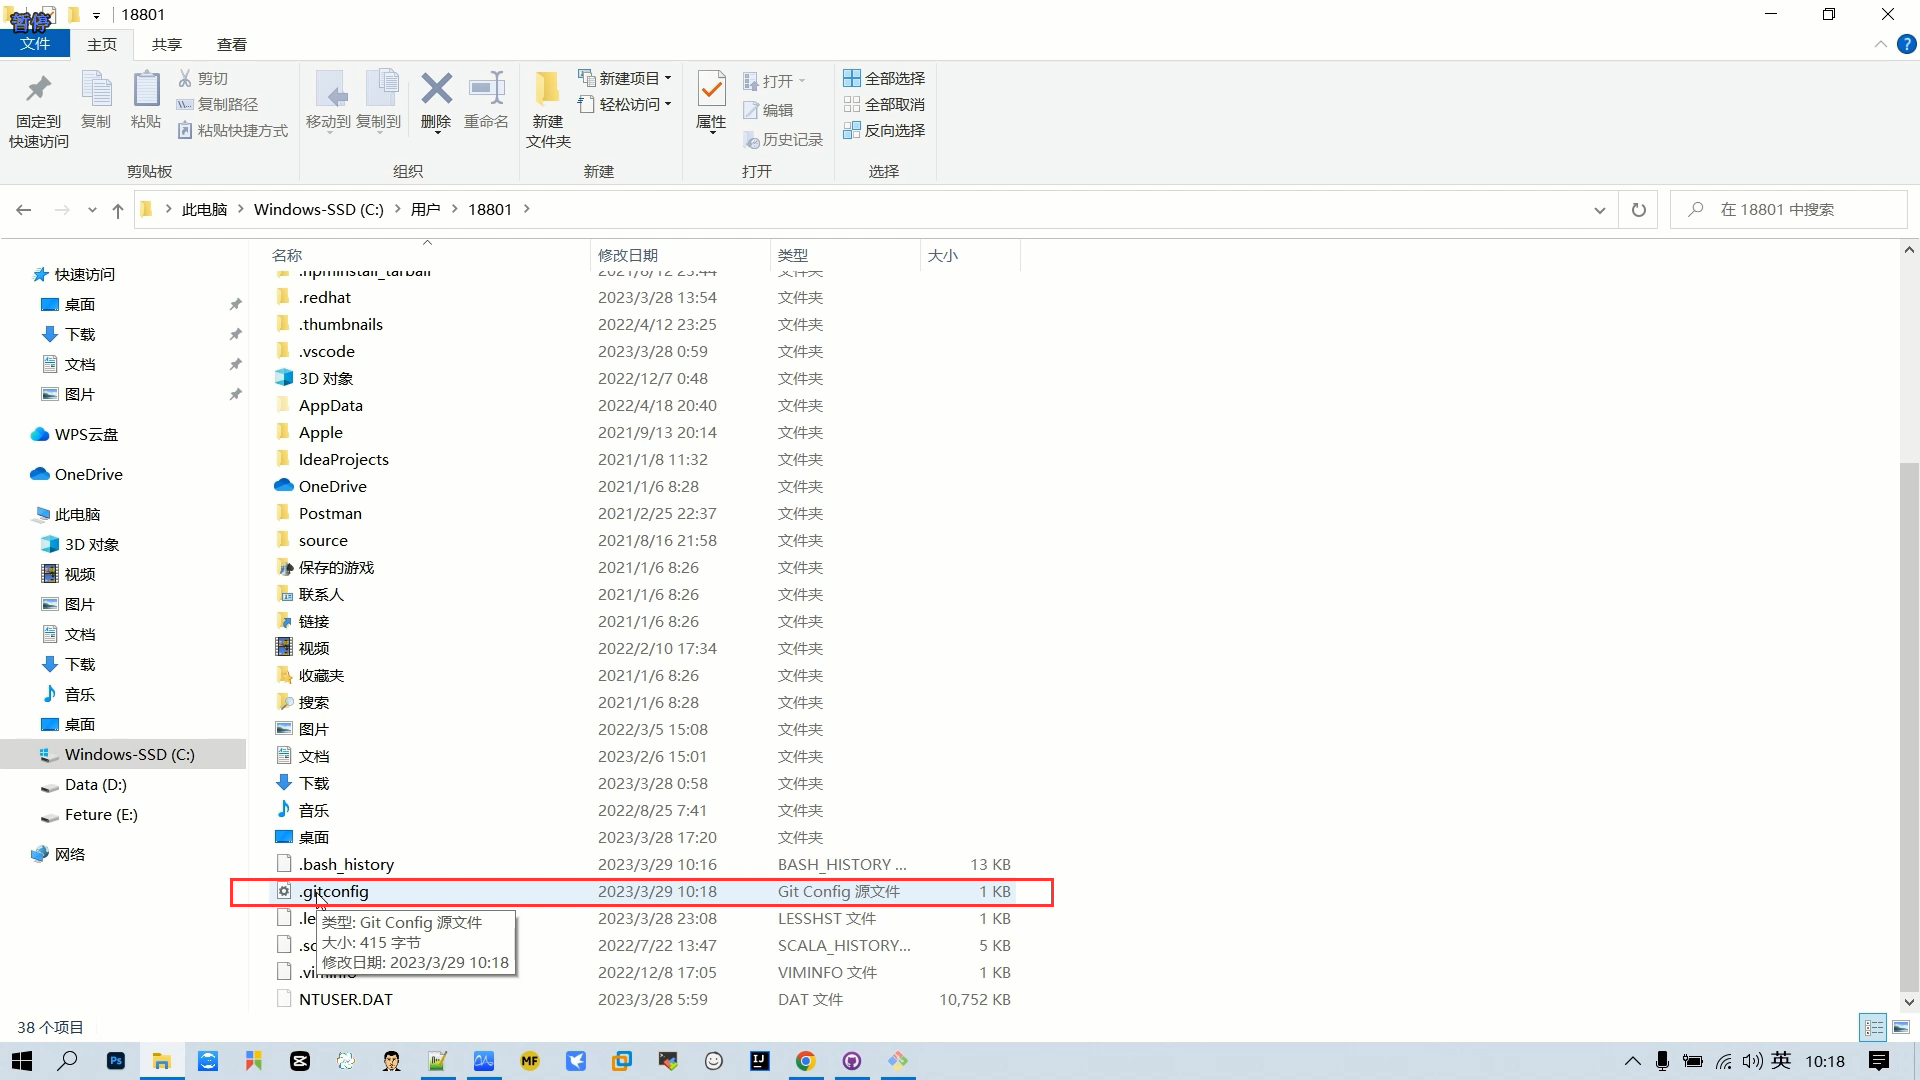 暂停
18801
文件
主页
共享
查看
固定到
快速访问
复制
粘贴
剪切
复制路径
粘贴快捷方式
剪贴板
移动到
复制到
删除
重命名
组织
新建
文件夹
新建项目
轻松访问
新建
属性
打开
编辑
历史记录
打开
全部选择
全部取消
反向选择
选择
此电脑 > Windows-SSD (C:) > 用户 > 18801 >
在 18801 中搜索
快速访问
桌面
下载
文档
图片
WPS云盘
OneDrive
此电脑
3D 对象
视频
图片
文档
下载
音乐
桌面
Windows-SSD (C:)
Data (D:)
Feture (E:)
网络
名称 修改日期 类型 大小
.npminstall_tarball 2021/8/12 23:44 文件夹
.redhat 2023/3/28 13:54 文件夹
.thumbnails 2022/4/12 23:25 文件夹
.vscode 2023/3/28 0:59 文件夹
3D 对象 2022/12/7 0:48 文件夹
AppData 2022/4/18 20:40 文件夹
Apple 2021/9/13 20:14 文件夹
IdeaProjects 2021/1/8 11:32 文件夹
OneDrive 2021/1/6 8:28 文件夹
Postman 2021/2/25 22:37 文件夹
source 2021/8/16 21:58 文件夹
保存的游戏 2021/1/6 8:26 文件夹
联系人 2021/1/6 8:26 文件夹
链接 2021/1/6 8:26 文件夹
视频 2022/2/10 17:34 文件夹
收藏夹 2021/1/6 8:26 文件夹
搜索 2021/1/6 8:28 文件夹
图片 2022/3/5 15:08 文件夹
文档 2023/2/6 15:01 文件夹
下载 2023/3/28 0:58 文件夹
音乐 2022/8/25 7:41 文件夹
桌面 2023/3/28 17:20 文件夹
.bash_history 2023/3/29 10:16 BASH_HISTORY ... 13 KB
.gitconfig 2023/3/29 10:18 Git Config 源文件 1 KB
.le 2023/3/28 23:08 LESSHST 文件 1 KB
.sc 2022/7/22 13:47 SCALA_HISTORY... 5 KB
.viminfo 2022/12/8 17:05 VIMINFO 文件 1 KB
NTUSER.DAT 2023/3/28 5:59 DAT 文件 10,752 KB
类型: Git Config 源文件
大小: 415 字节
修改日期: 2023/3/29 10:18
38 个项目
Ps
MF
IJ
英
10:18